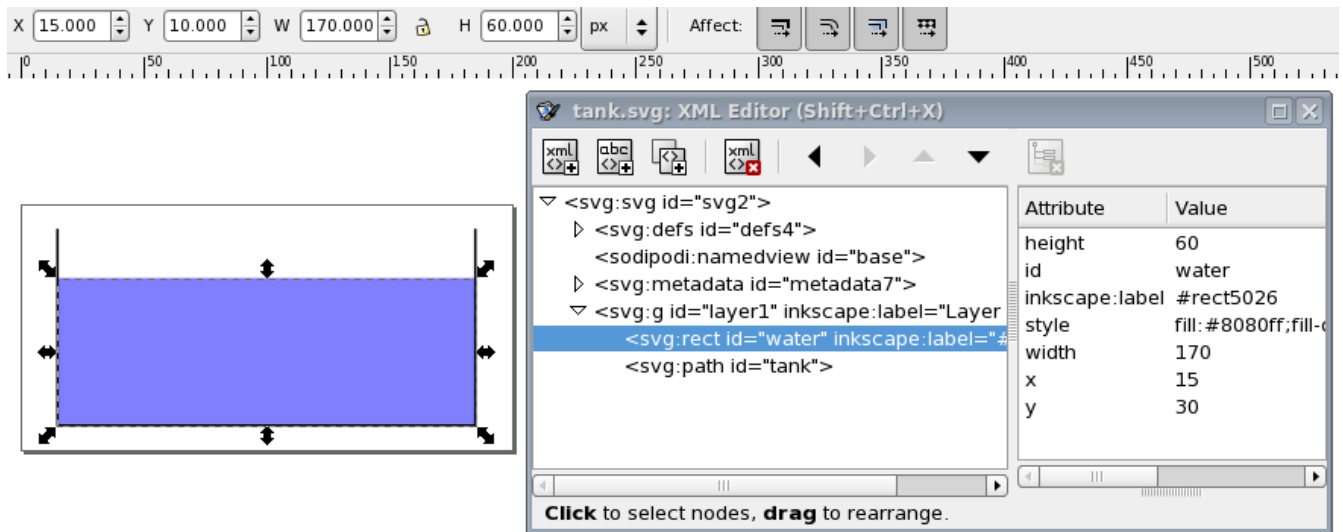 X 15.000 Y 10.000 W 170.000 H 60.000 px Affect:
0 50 100 150 200 250 300 350 400 450 500
tank.svg: XML Editor (Shift+Ctrl+X)
xml abc xml
<svg:svg id="svg2">
<svg:defs id="defs4">
<sodipodi:namedview id="base">
<svg:metadata id="metadata7">
<svg:g id="layer1" inkscape:label="Layer
<svg:rect id="water" inkscape:label="#
<svg:path id="tank">
Attribute Value
height 60
id water
inkscape:label #rect5026
style fill:#8080ff;fill-o
width 170
x 15
y 30
Click to select nodes, drag to rearrange.